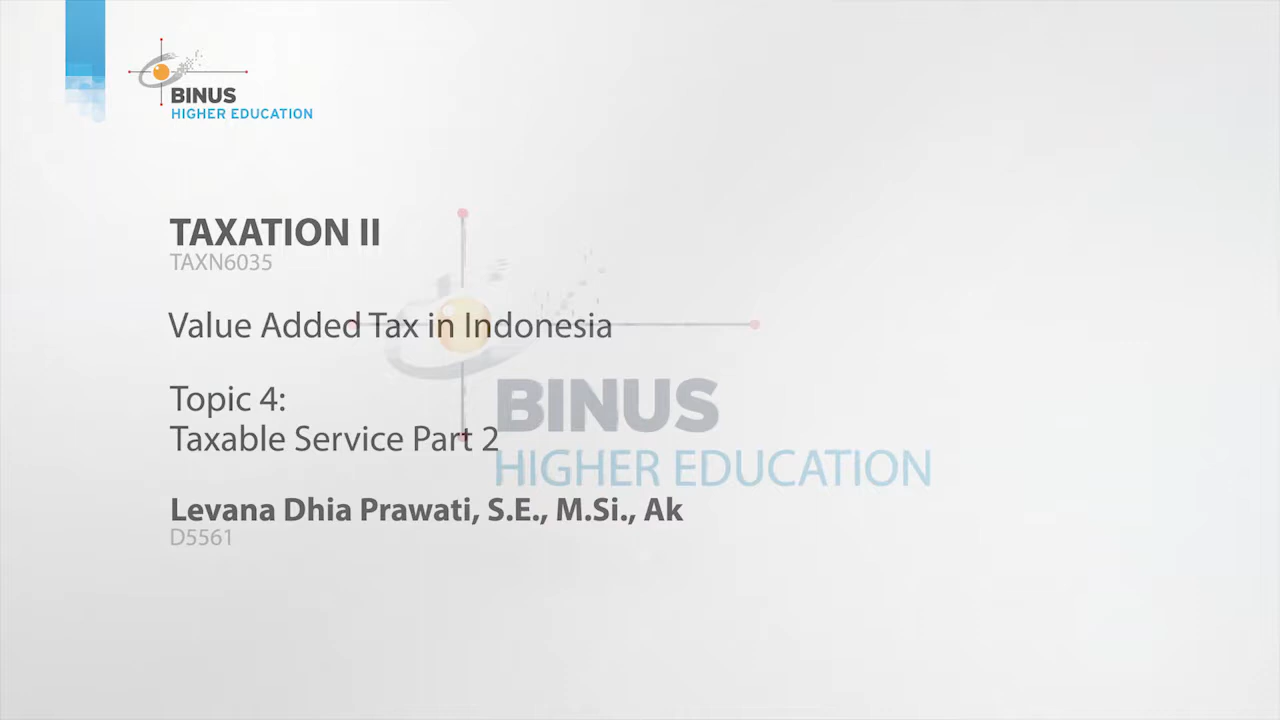 BINUS
HIGHER EDUCATION
TAXATION II
TAXN6035
Value Added Tax in Indonesia
Topic 4:
Taxable Service Part 2
BINUS
HIGHER EDUCATION
Levana Dhia Prawati, S.E., M.Si., Ak
D5561